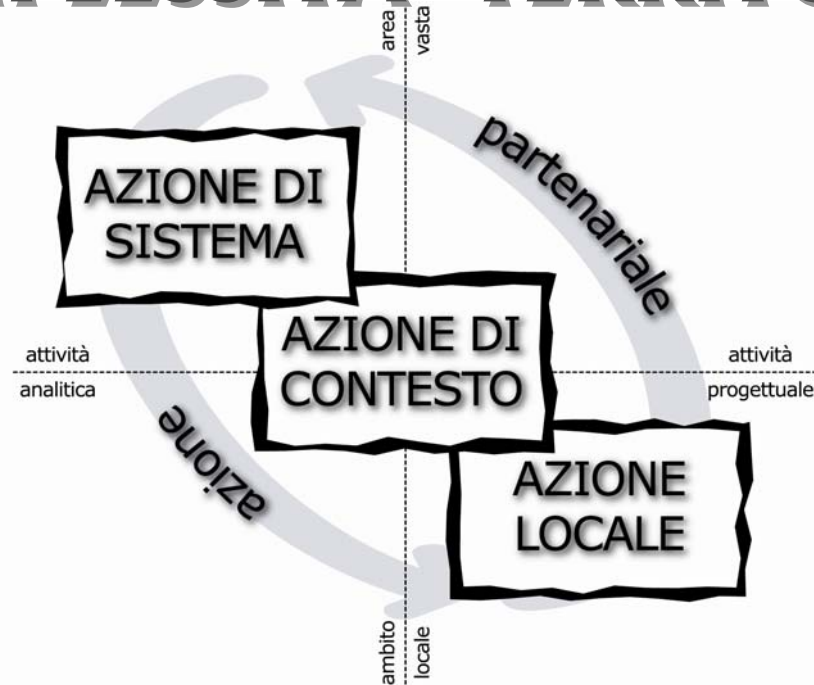 area
vasta
partenariale
AZIONE DI
SISTEMA
AZIONE DI
CONTESTO
attività
analitica
attività
progettuale
azione
AZIONE
LOCALE
ambito
locale